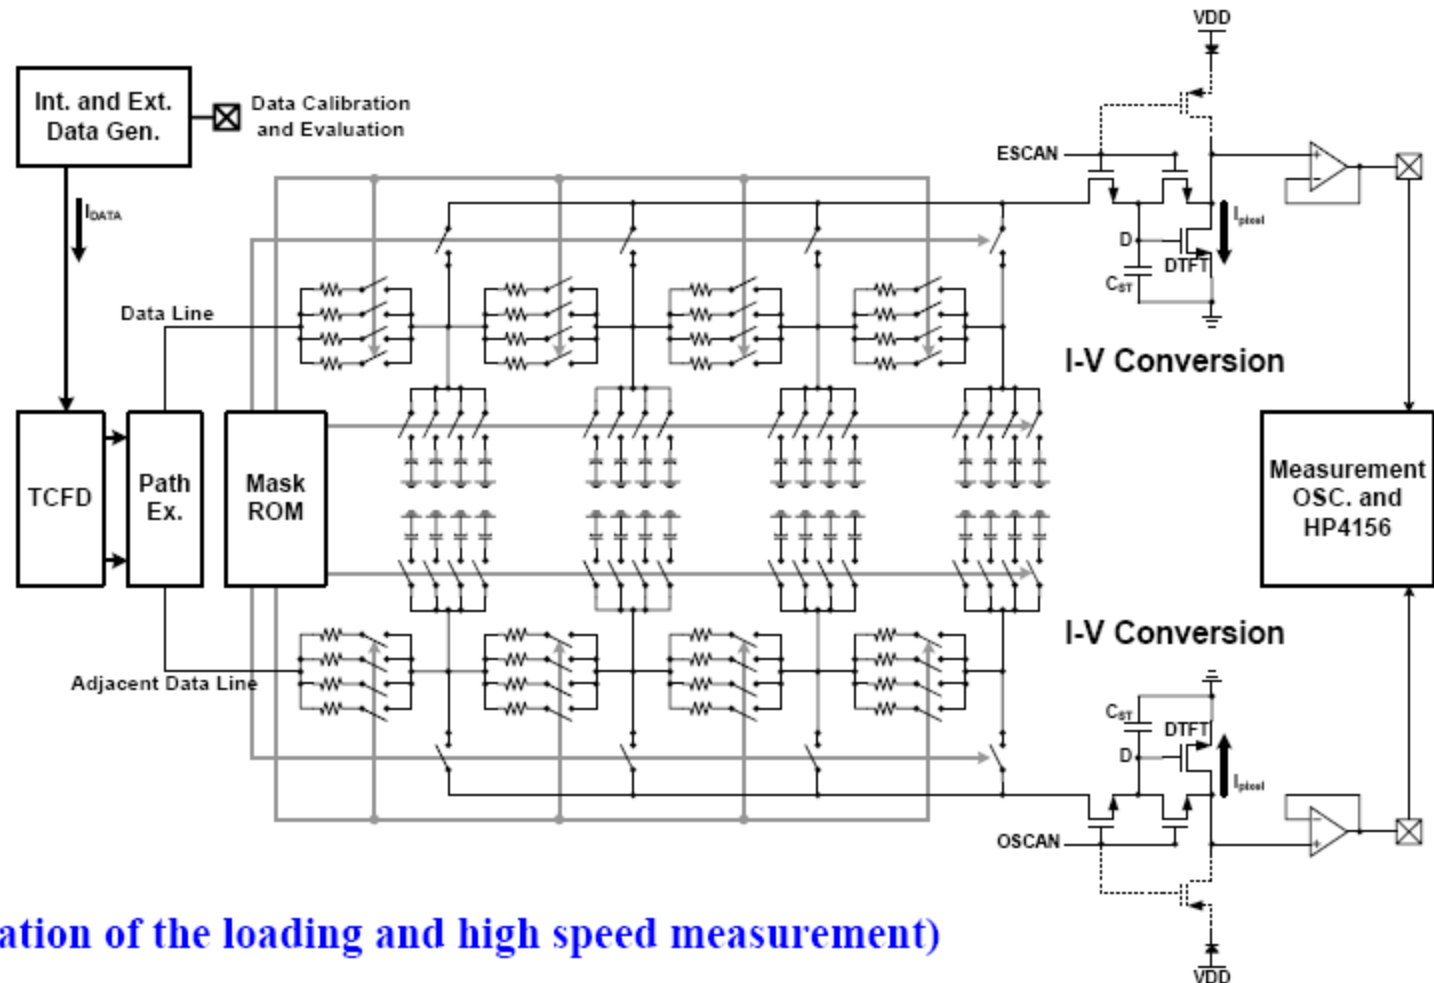 VDD
Int. and Ext.
Data Gen.
Data Calibration
and Evaluation
IDATA
ESCAN
+
-
D
DTFT
Ipixel
CST
Data Line
I-V Conversion
TCFD
Path
Ex.
Mask
ROM
Measurement
OSC. and
HP4156
I-V Conversion
Adjacent Data Line
CST
DTFT
D
Ipixel
OSCAN
-
+
VDD
ation of the loading and high speed measurement)